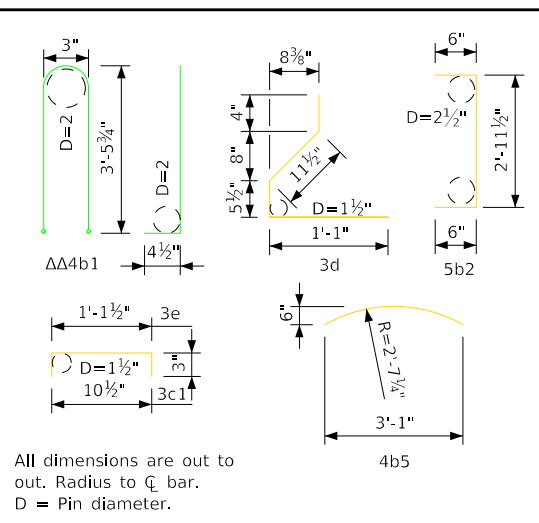 3"
D=2
3'-5¾"
D=2
4½"
ΔΔ4b1
8⅜"
4"
8"
5½"
11½"
D=1½"
1'-1"
3d
6"
D=2½"
2'-11½"
6"
5b2
1'-1½" 3e
D=1½"
3"
10½" 3c1
6"
R=2'-7¼"
3'-1"
4b5
All dimensions are out to
out. Radius to ℄ bar.
D = Pin diameter.